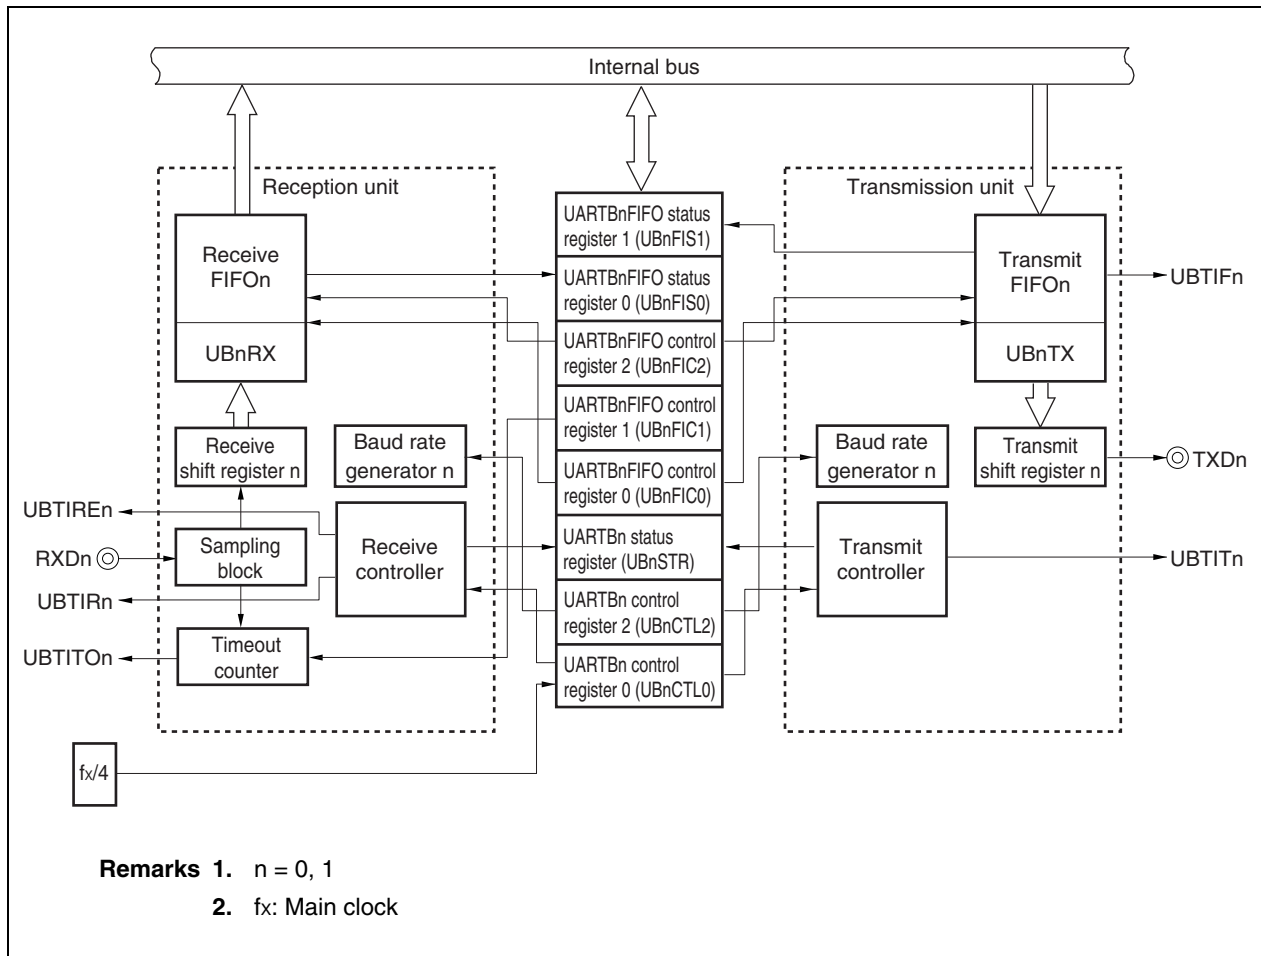 Internal bus
Reception unit
Transmission unit
Receive
FIFOn
UBnRX
Receive
shift register n
Baud rate
generator n
UBTIREn
RXDn
Sampling
block
Receive
controller
UBTIRn
UBTITOn
Timeout
counter
fx/4
UARTBnFIFO status
register 1 (UBnFIS1)
UARTBnFIFO status
register 0 (UBnFIS0)
UARTBnFIFO control
register 2 (UBnFIC2)
UARTBnFIFO control
register 1 (UBnFIC1)
UARTBnFIFO control
register 0 (UBnFIC0)
UARTBn status
register (UBnSTR)
UARTBn control
register 2 (UBnCTL2)
UARTBn control
register 0 (UBnCTL0)
Transmit
FIFOn
UBnTX
UBTIFn
Baud rate
generator n
Transmit
shift register n
TXDn
Transmit
controller
UBTITn
Remarks 1. n = 0, 1
2. fx: Main clock